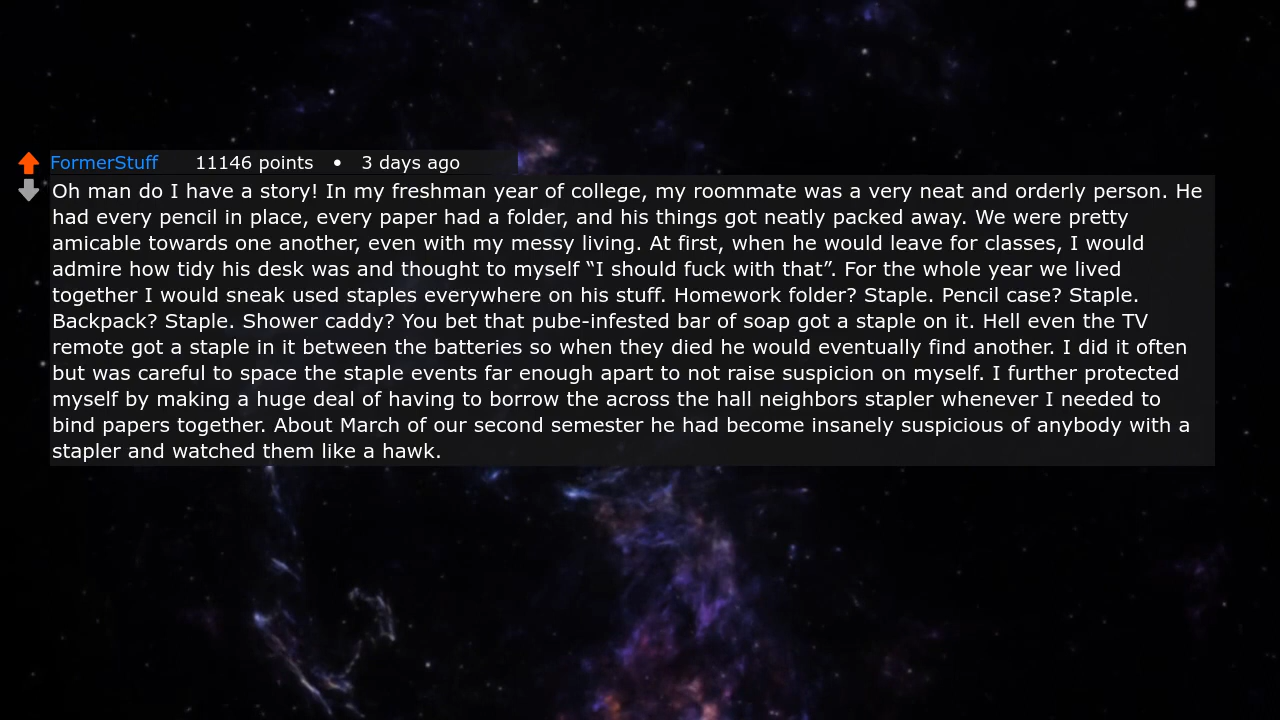 FormerStuff 11146 points • 3 days ago
Oh man do I have a story! In my freshman year of college, my roommate was a very neat and orderly person. He
had every pencil in place, every paper had a folder, and his things got neatly packed away. We were pretty
amicable towards one another, even with my messy living. At first, when he would leave for classes, I would
admire how tidy his desk was and thought to myself “I should fuck with that”. For the whole year we lived
together I would sneak used staples everywhere on his stuff. Homework folder? Staple. Pencil case? Staple.
Backpack? Staple. Shower caddy? You bet that pube-infested bar of soap got a staple on it. Hell even the TV
remote got a staple in it between the batteries so when they died he would eventually find another. I did it often
but was careful to space the staple events far enough apart to not raise suspicion on myself. I further protected
myself by making a huge deal of having to borrow the across the hall neighbors stapler whenever I needed to
bind papers together. About March of our second semester he had become insanely suspicious of anybody with a
stapler and watched them like a hawk.